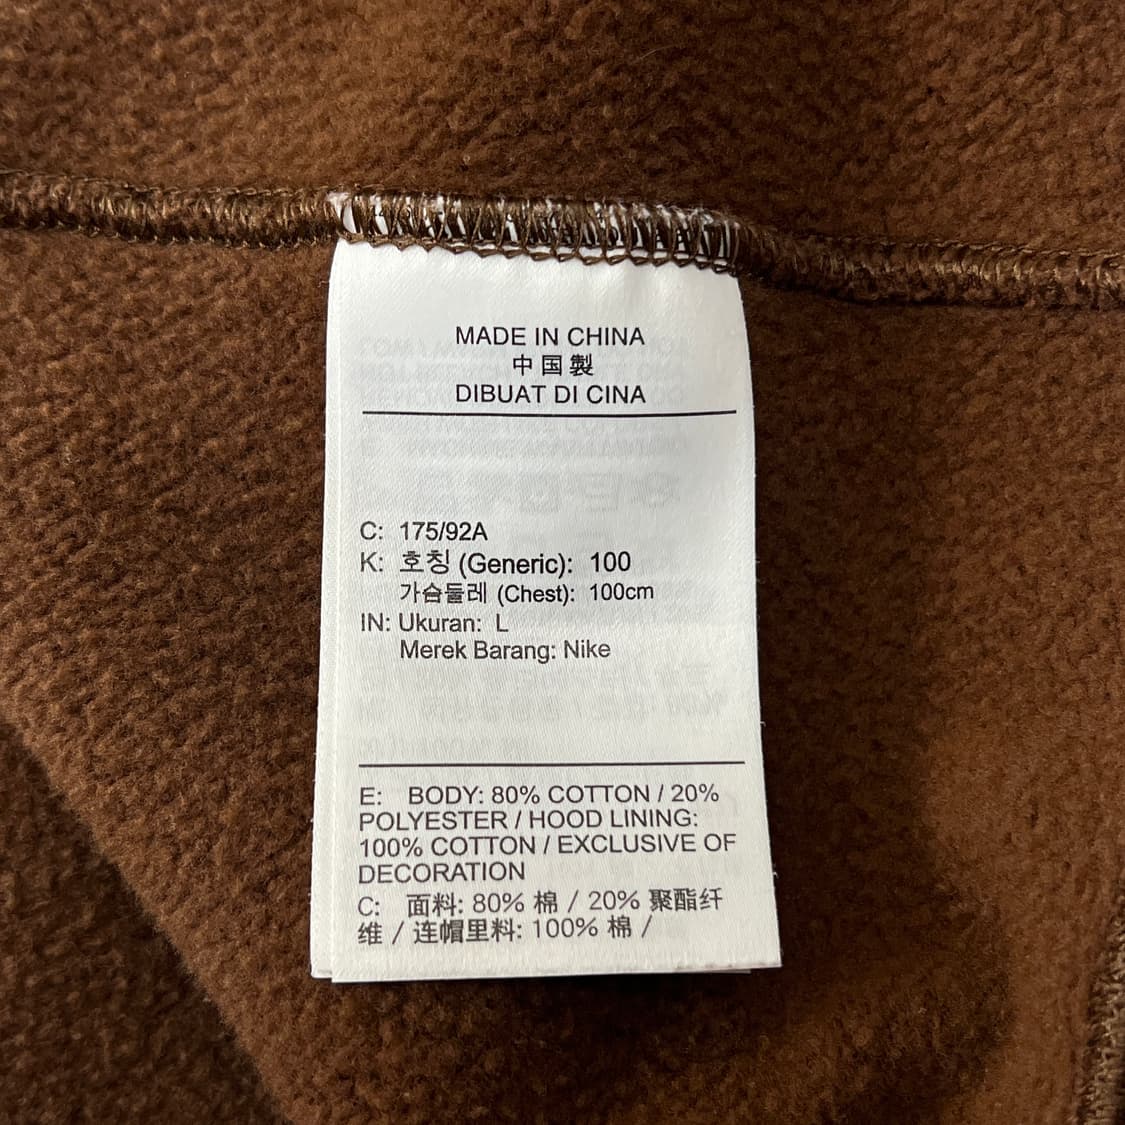 MADE IN CHINA
中国製
DIBUAT DI CINA
C: 175/92A
K: 호칭 (Generic): 100
가슴둘레 (Chest): 100cm
IN: Ukuran: L
Merek Barang: Nike
E: BODY: 80% COTTON / 20%
POLYESTER / HOOD LINING:
100% COTTON / EXCLUSIVE OF
DECORATION
C: 面料: 80% 棉 / 20% 聚酯纤
维 / 连帽里料: 100% 棉 /